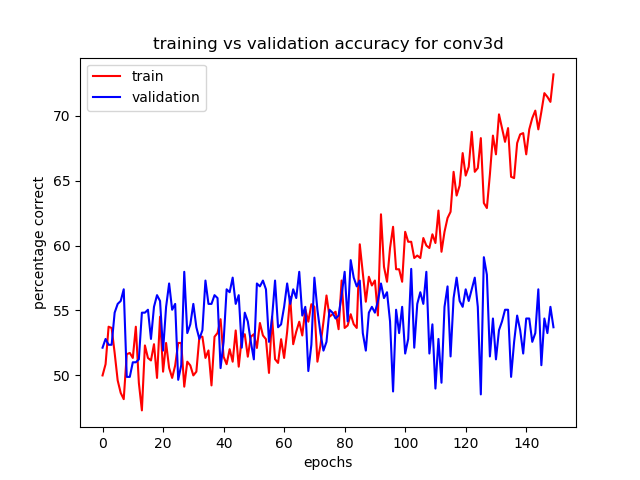 training vs validation accuracy for conv3d
train
validation
percentage correct
70
65
60
55
50
0 20 40 60 80 100 120 140
epochs